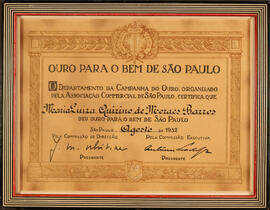 OURO PARA O BEM DE SÃO PAULO
O DEPARTAMENTO DA CAMPANHA DO OURO, ORGANISADO
PELA ASSOCIAÇÃO COMMERCIAL DE SÃO PAULO, CERTIFICA QUE
Maria Luiza Quirino de Moraes Barros
DEU OURO PARA O BEM DE SÃO PAULO
SÃO PAULO, Agosto DE 1932
PELA COMMISSÃO DE DIRECÇÃO PELA COMMISSÃO EXECUTIVA
PRESIDENTE PRESIDENTE